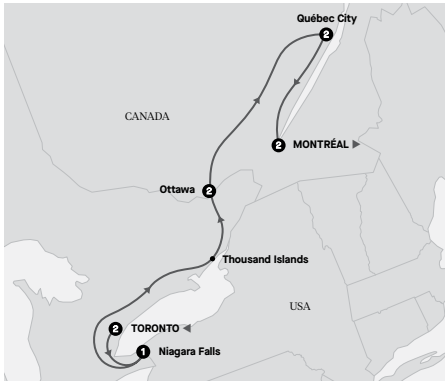 Québec City
2
CANADA
2 MONTRÉAL
Ottawa 2
Thousand Islands
USA
2 TORONTO
1 Niagara Falls